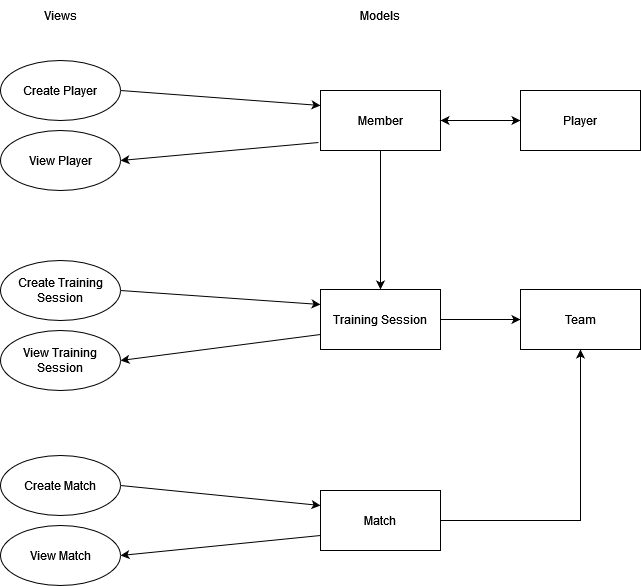 Views
Models
Create Player
Member
Player
View Player
Create Training
Session
Training Session
Team
View Training
Session
Create Match
Match
View Match